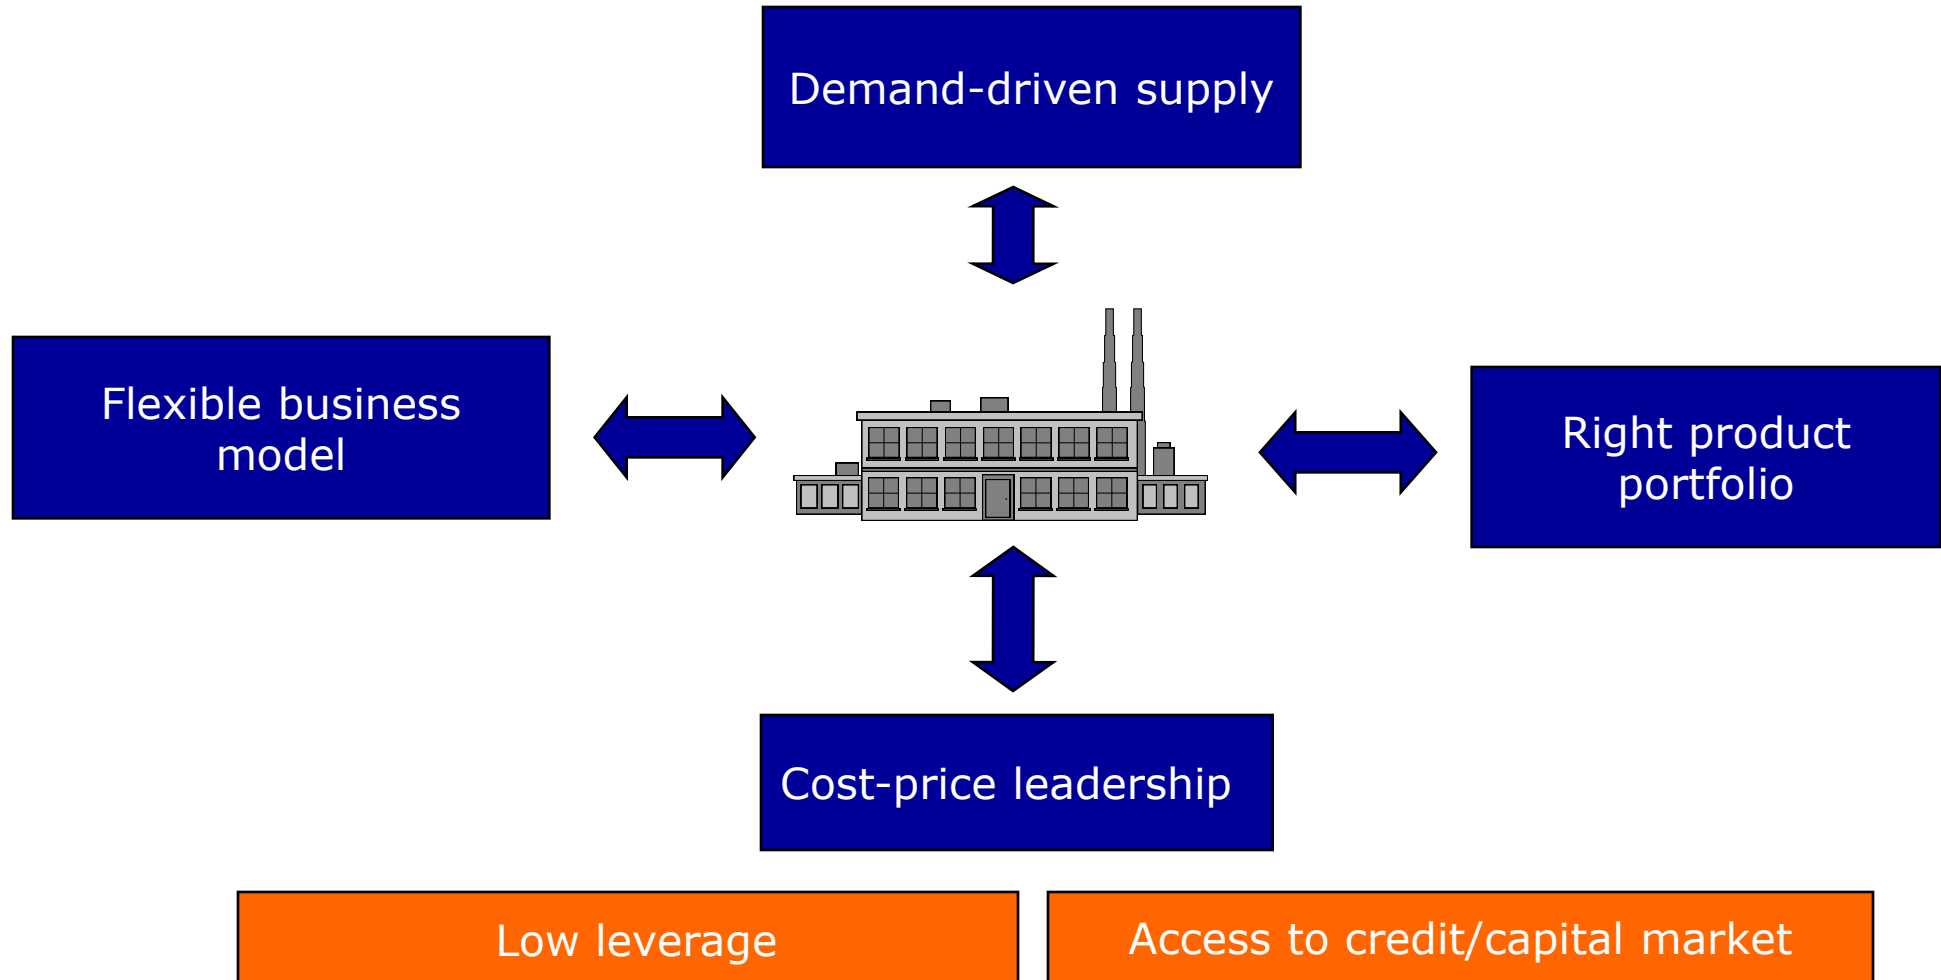 Demand-driven supply
Flexible business
model
Right product
portfolio
Cost-price leadership
Low leverage
Access to credit/capital market